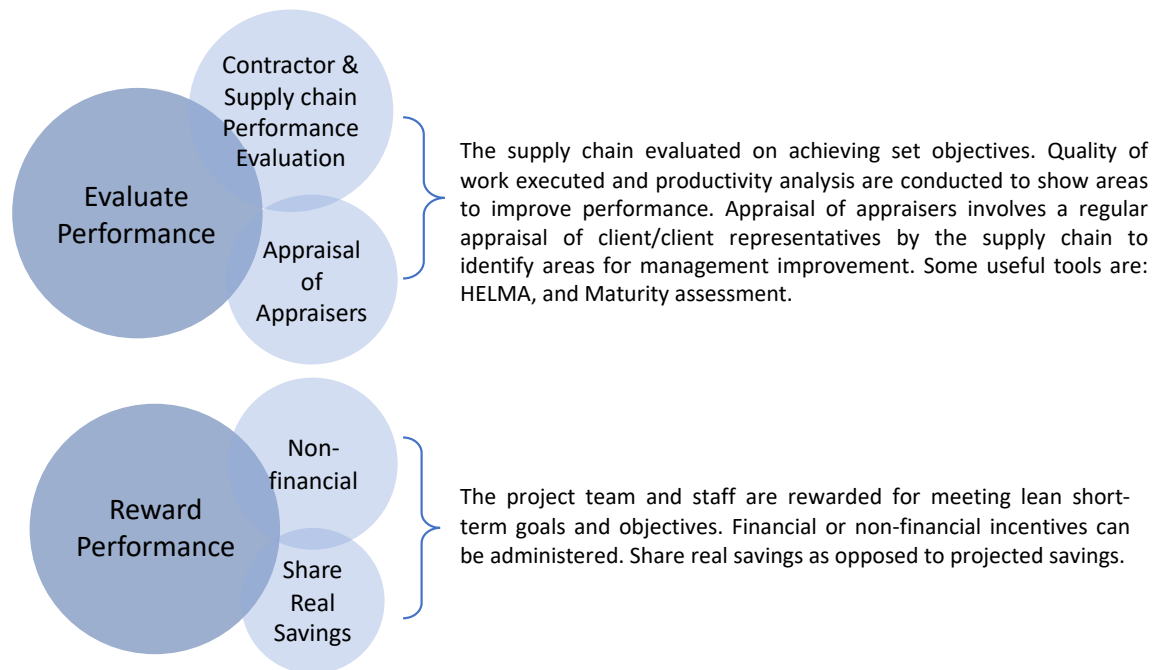 Contractor &
Supply chain
Performance
Evaluation
Evaluate
Performance
Appraisal
of
Appraisers
The supply chain evaluated on achieving set objectives. Quality of
work executed and productivity analysis are conducted to show areas
to improve performance. Appraisal of appraisers involves a regular
appraisal of client/client representatives by the supply chain to
identify areas for management improvement. Some useful tools are:
HELMA, and Maturity assessment.
Non-
financial
Reward
Performance
Share
Real
Savings
The project team and staff are rewarded for meeting lean short-
term goals and objectives. Financial or non-financial incentives can
be administered. Share real savings as opposed to projected savings.